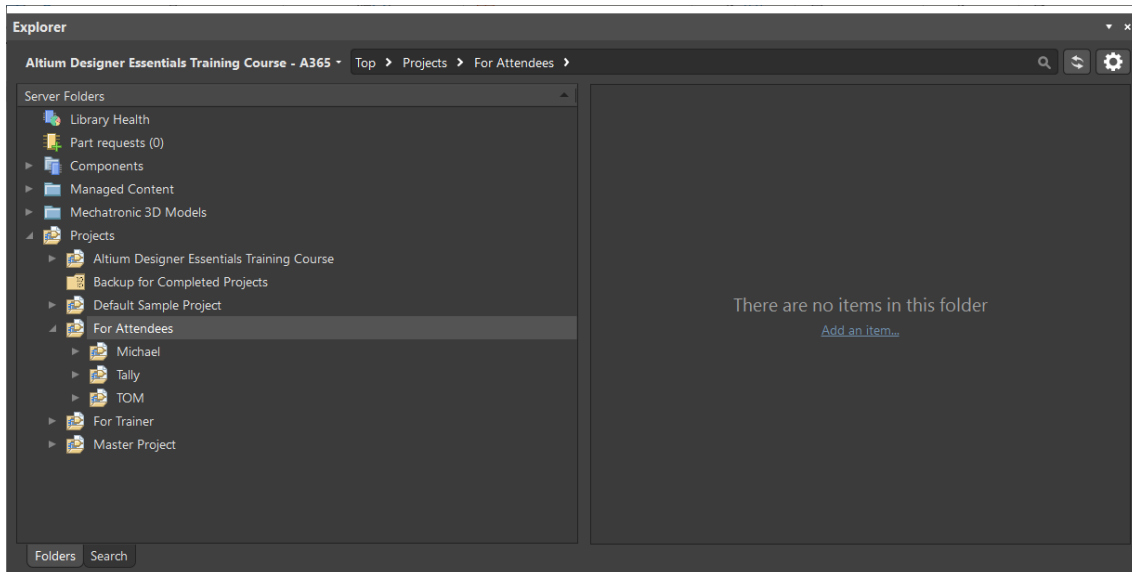 Explorer
Altium Designer Essentials Training Course - A365 Top Projects For Attendees
Server Folders
Library Health
Part requests (0)
Components
Managed Content
Mechatronic 3D Models
Projects
Altium Designer Essentials Training Course
Backup for Completed Projects
Default Sample Project
For Attendees
Michael
Tally
TOM
For Trainer
Master Project
There are no items in this folder
Add an item...
Folders Search